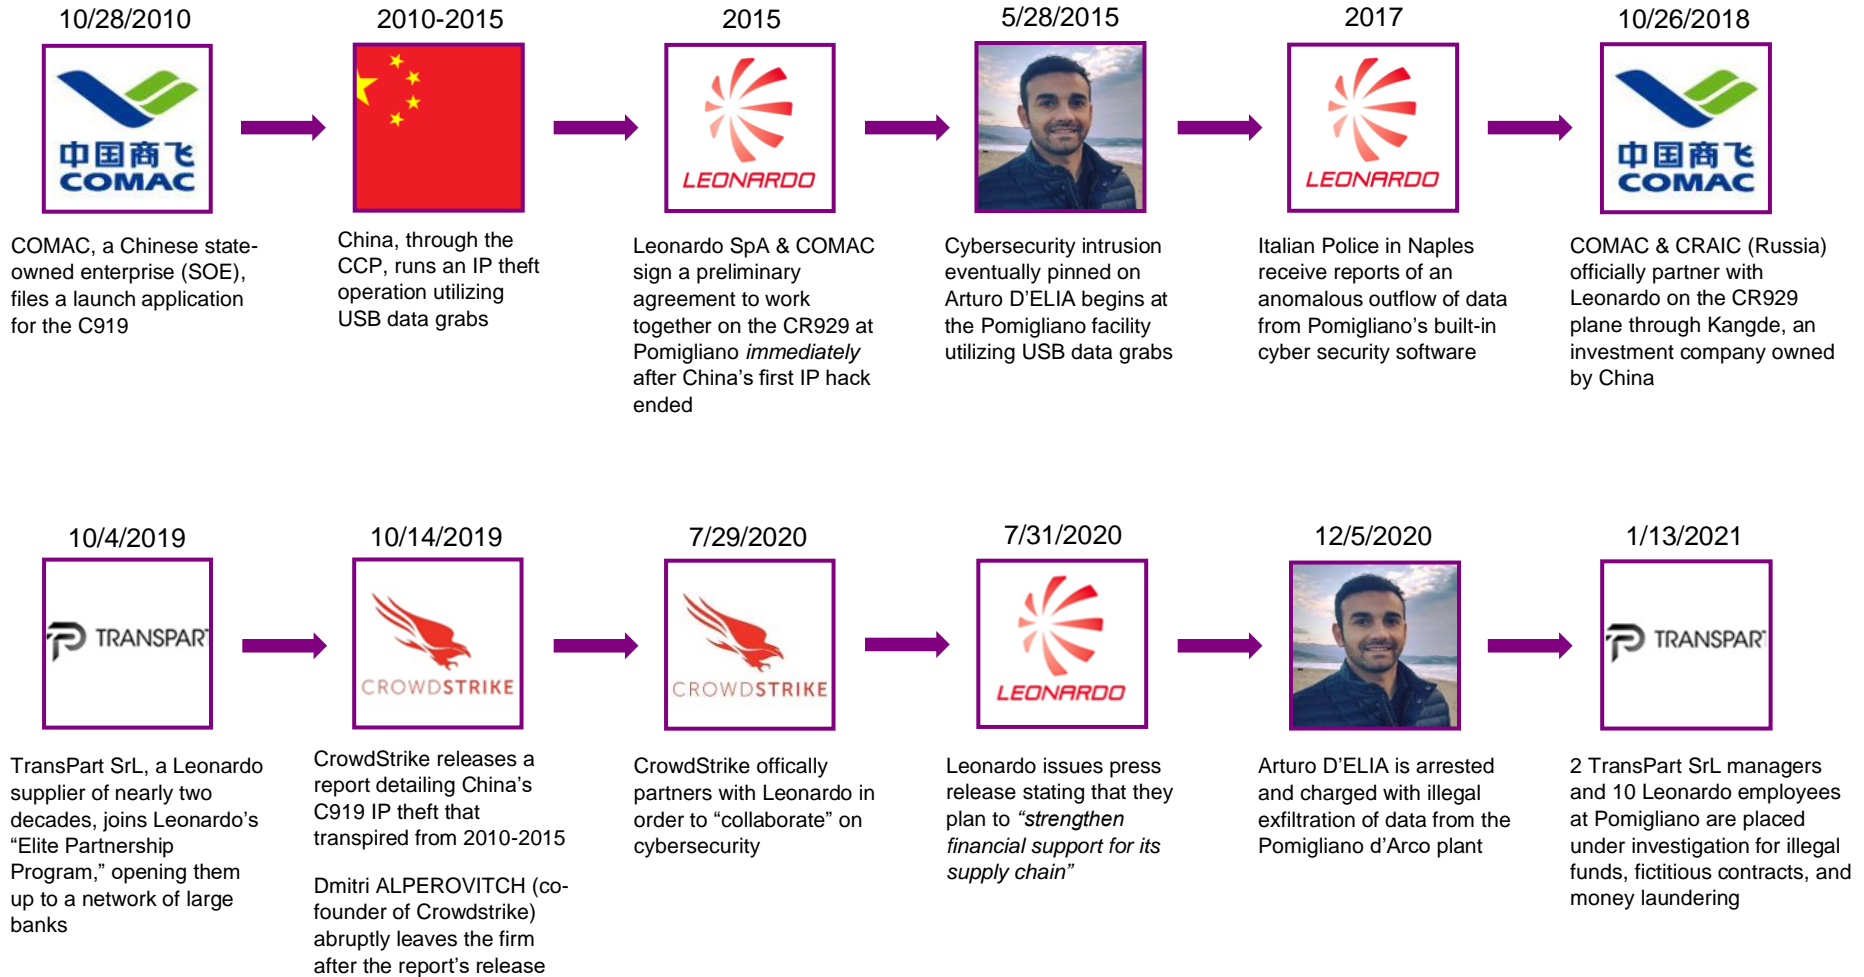 10/28/2010
2010-2015
2015
5/28/2015
2017
10/26/2018
中国商飞
COMAC
LEONARDO
LEONARDO
中国商飞
COMAC
COMAC, a Chinese state-
owned enterprise (SOE),
files a launch application
for the C919
China, through the
CCP, runs an IP theft
operation utilizing
USB data grabs
Leonardo SpA & COMAC
sign a preliminary
agreement to work
together on the CR929 at
Pomigliano immediately
after China's first IP hack
ended
Cybersecurity intrusion
eventually pinned on
Arturo D'ELIA begins at
the Pomigliano facility
utilizing USB data grabs
Italian Police in Naples
receive reports of an
anomalous outflow of data
from Pomigliano's built-in
cyber security software
COMAC & CRAIC (Russia)
officially partner with
Leonardo on the CR929
plane through Kangde, an
investment company owned
by China
10/4/2019
10/14/2019
7/29/2020
7/31/2020
12/5/2020
1/13/2021
TRANSPART
CROWDSTRIKE
CROWDSTRIKE
LEONARDO
TRANSPART
TransPart SrL, a Leonardo
supplier of nearly two
decades, joins Leonardo's
“Elite Partnership
Program,” opening them
up to a network of large
banks
CrowdStrike releases a
report detailing China's
C919 IP theft that
transpired from 2010-2015
Dmitri ALPEROVITCH (co-
founder of Crowdstrike)
abruptly leaves the firm
after the report's release
CrowdStrike offically
partners with Leonardo in
order to “collaborate” on
cybersecurity
Leonardo issues press
release stating that they
plan to “strengthen
financial support for its
supply chain”
Arturo D'ELIA is arrested
and charged with illegal
exfiltration of data from the
Pomigliano d'Arco plant
2 TransPart SrL managers
and 10 Leonardo employees
at Pomigliano are placed
under investigation for illegal
funds, fictitious contracts, and
money laundering